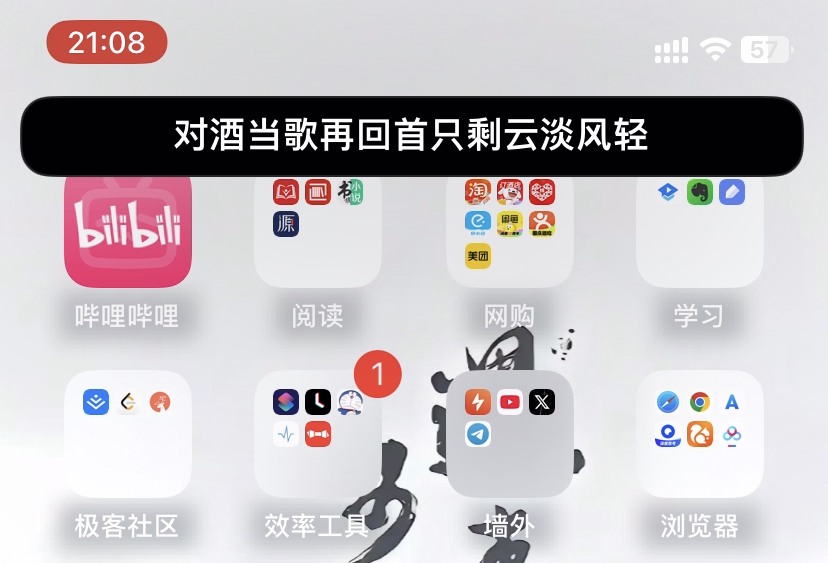 21:08
57
对酒当歌再回首只剩云淡风轻
bilibili
小说
书
源
淘
闲鱼
美团
哔哩哔哩
阅读
网购
学习
1
极客社区
效率工具
墙外
浏览器